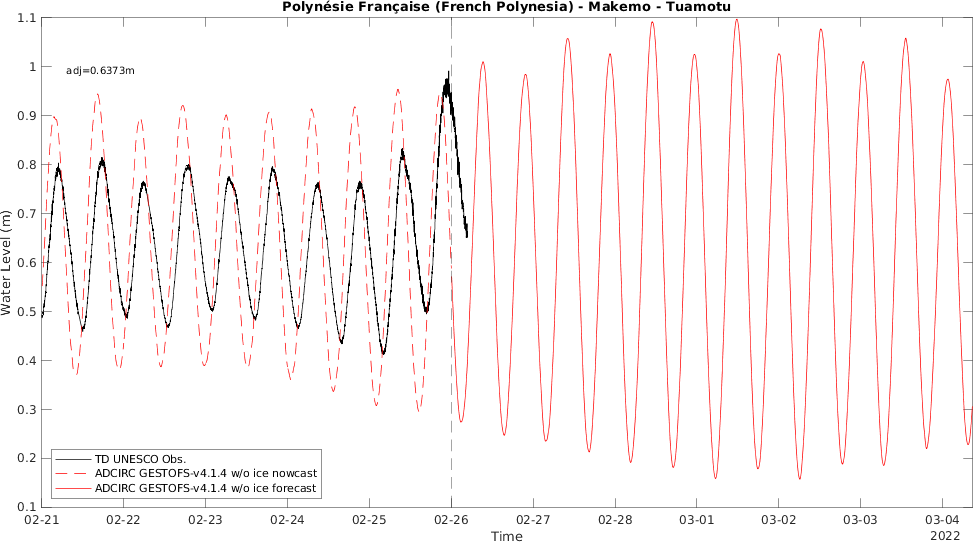 Polynésie Française (French Polynesia) - Makemo - Tuamotu
1.1
1
0.9
0.8
0.7
0.6
0.5
0.4
0.3
0.2
0.1
Water Level (m)
adj=0.6373m
TD UNESCO Obs.
ADCIRC GESTOFS-v4.1.4 w/o ice nowcast
ADCIRC GESTOFS-v4.1.4 w/o ice forecast
02-21 02-22 02-23 02-24 02-25 02-26 02-27 02-28 03-01 03-02 03-03 03-04
Time 2022